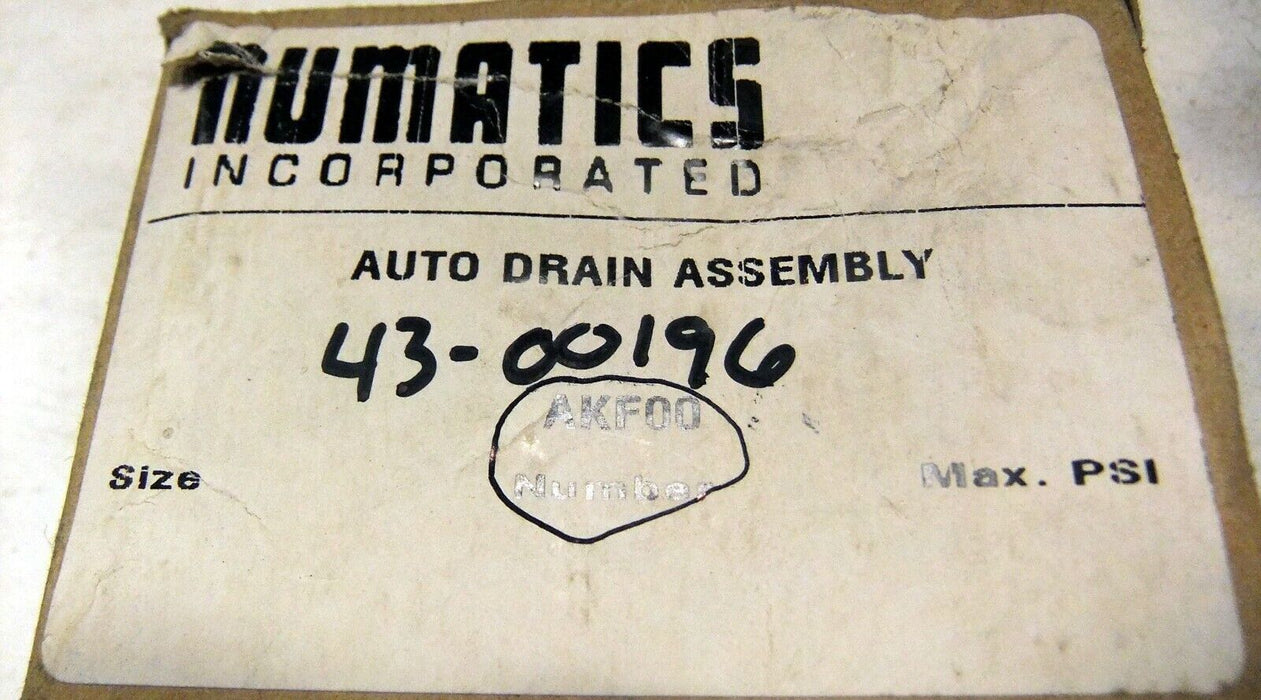 NUMATICS
INCORPORATED
AUTO DRAIN ASSEMBLY
43-00196
AKF00
Size Number Max. PSI